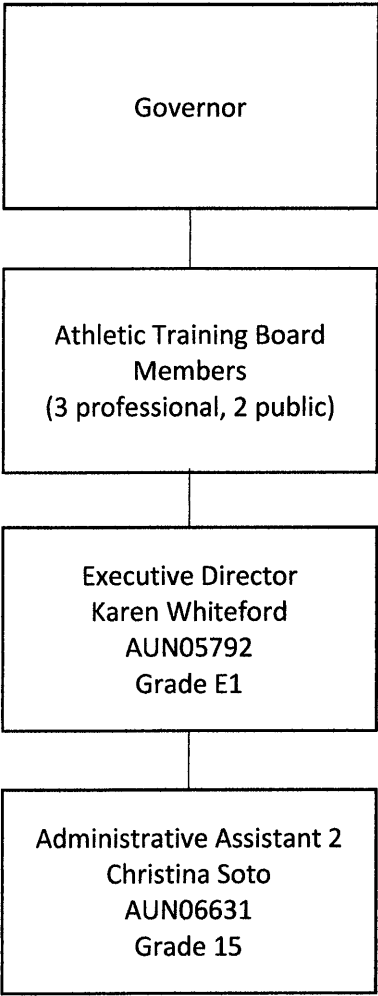 Governor
Athletic Training Board
Members
(3 professional, 2 public)
Executive Director
Karen Whiteford
AUN05792
Grade E1
Administrative Assistant 2
Christina Soto
AUN06631
Grade 15